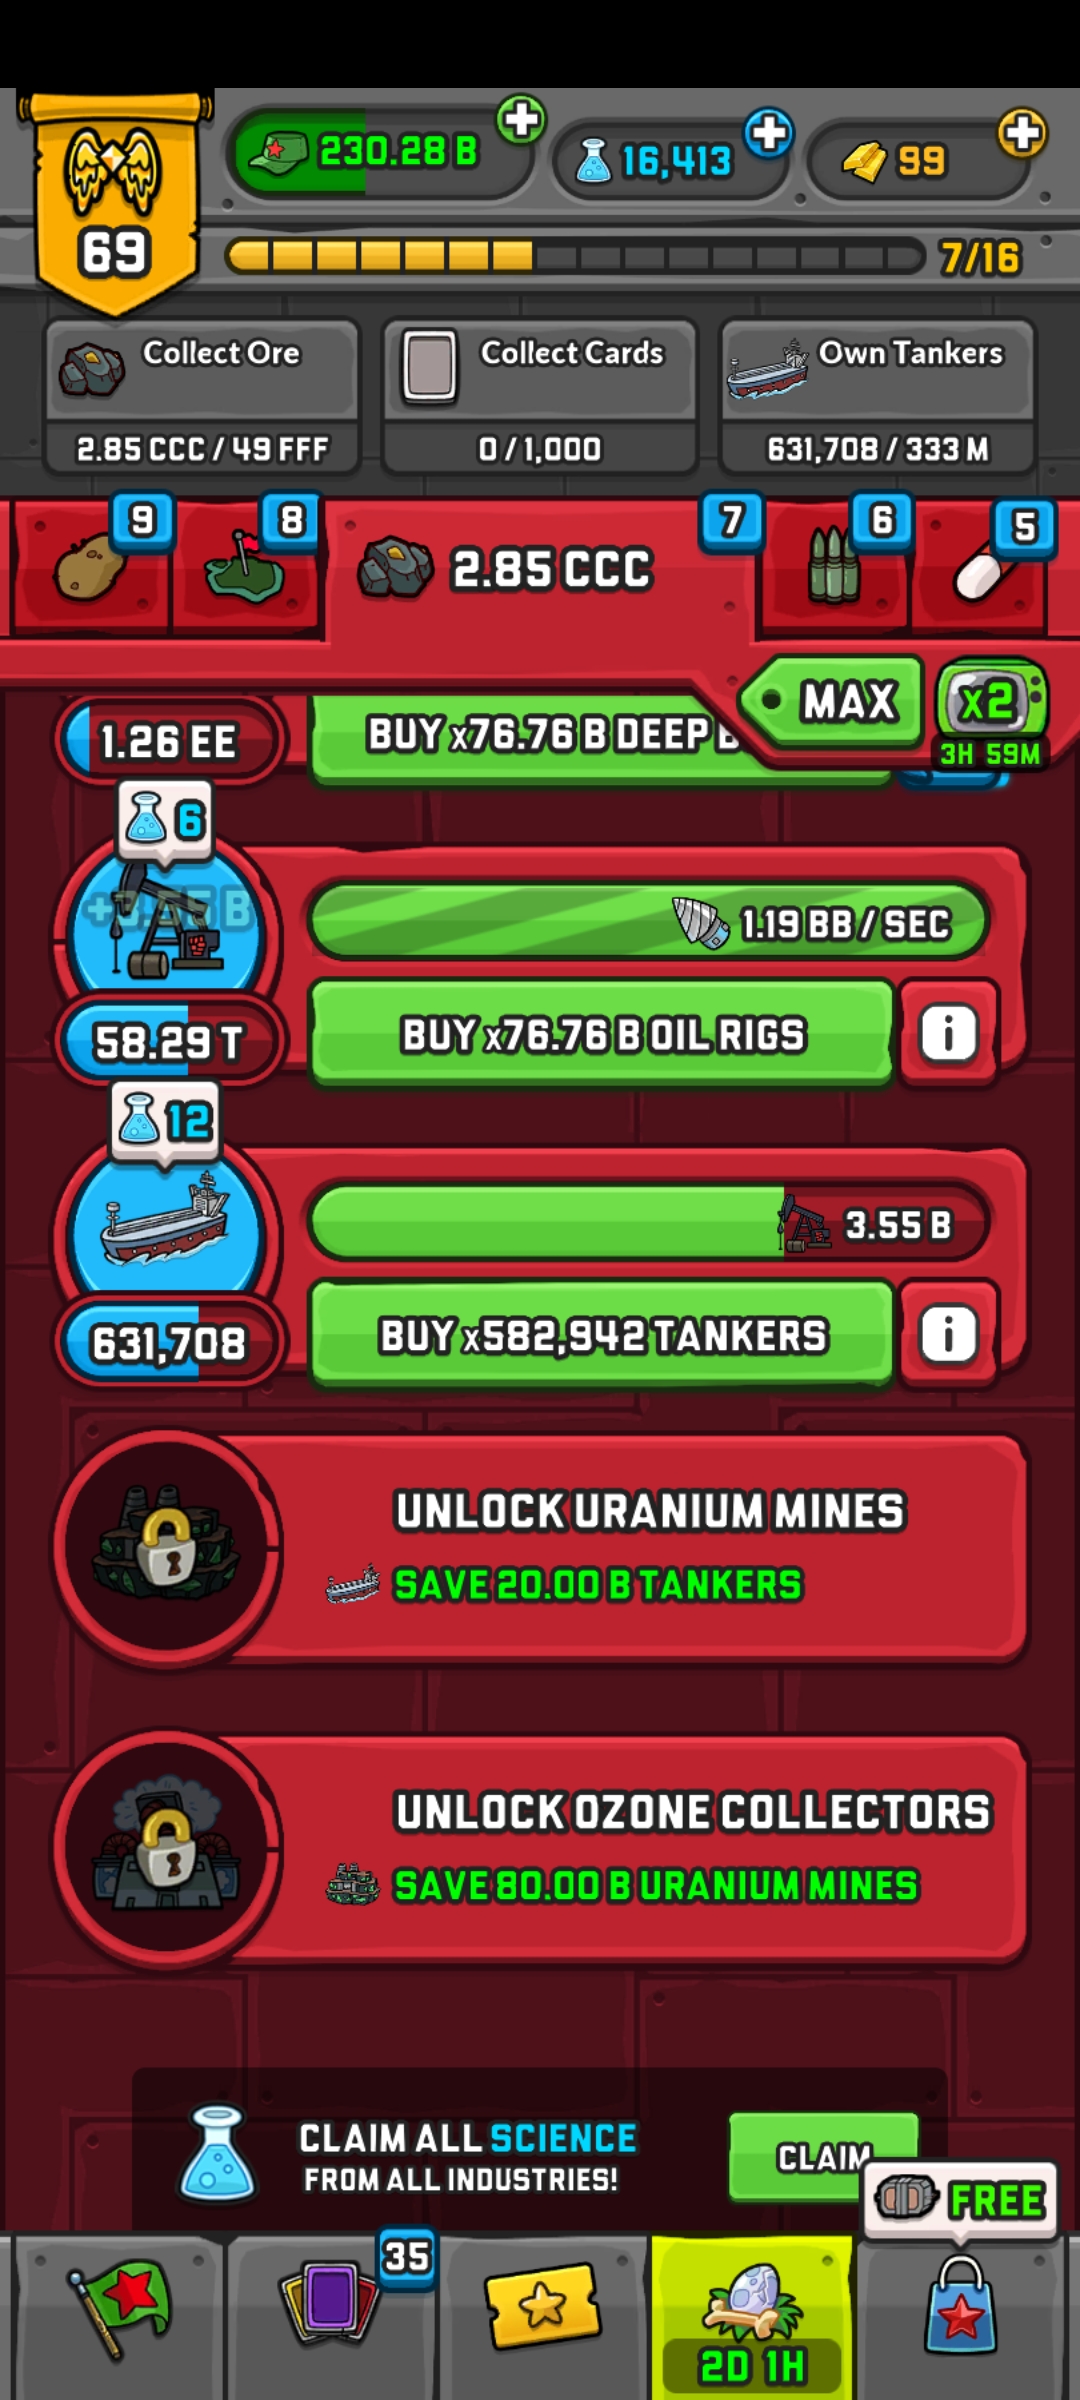 230.28 B
16,413
99
69
7/16
Collect Ore
Collect Cards
Own Tankers
2.85 CCC / 49 FFF
0 / 1,000
631,708 / 333 M
9
8
2.85 CCC
7
6
5
MAX
x2
3H 59M
1.26 EE
BUY x76.76 B DEEP
6
+3.55 B
1.19 BB / SEC
58.29 T
BUY x76.76 B OIL RIGS
i
12
3.55 B
631,708
BUY x582,942 TANKERS
i
UNLOCK URANIUM MINES
SAVE 20.00 B TANKERS
UNLOCK OZONE COLLECTORS
SAVE 80.00 B URANIUM MINES
CLAIM ALL SCIENCE
FROM ALL INDUSTRIES!
CLAIM
FREE
35
2D 1H